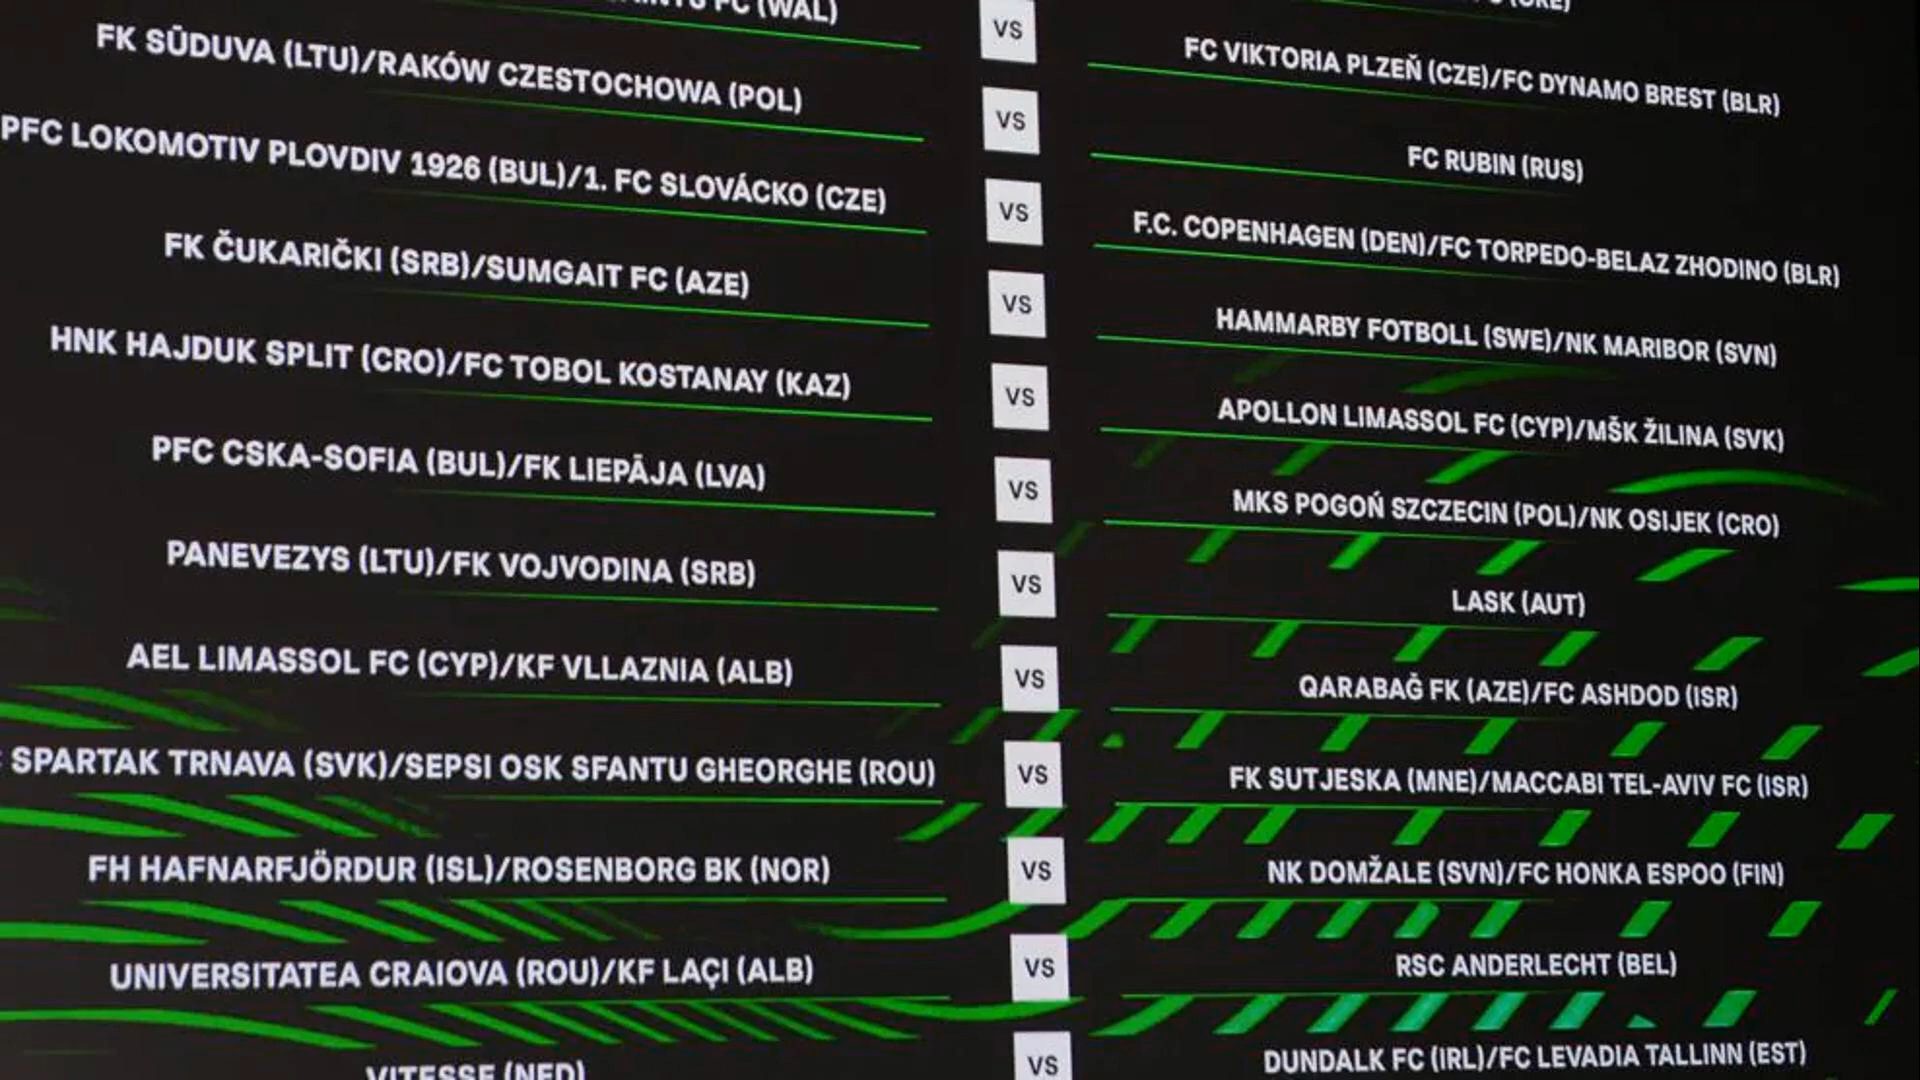 FC (WAL) VS
FK SŪDUVA (LTU)/RAKÓW CZESTOCHOWA (POL) VS FC VIKTORIA PLZEŇ (CZE)/FC DYNAMO BREST (BLR)
PFC LOKOMOTIV PLOVDIV 1926 (BUL)/1. FC SLOVÁCKO (CZE) VS FC RUBIN (RUS)
FK ČUKARIČKI (SRB)/SUMGAIT FC (AZE) VS F.C. COPENHAGEN (DEN)/FC TORPEDO-BELAZ ZHODINO (BLR)
HNK HAJDUK SPLIT (CRO)/FC TOBOL KOSTANAY (KAZ) VS HAMMARBY FOTBOLL (SWE)/NK MARIBOR (SVN)
PFC CSKA-SOFIA (BUL)/FK LIEPĀJA (LVA) VS APOLLON LIMASSOL FC (CYP)/MŠK ŽILINA (SVK)
PANEVEZYS (LTU)/FK VOJVODINA (SRB) VS MKS POGOŃ SZCZECIN (POL)/NK OSIJEK (CRO)
AEL LIMASSOL FC (CYP)/KF VLLAZNIA (ALB) VS LASK (AUT)
SPARTAK TRNAVA (SVK)/SEPSI OSK SFANTU GHEORGHE (ROU) VS QARABAĞ FK (AZE)/FC ASHDOD (ISR)
FH HAFNARFJÖRDUR (ISL)/ROSENBORG BK (NOR) VS FK SUTJESKA (MNE)/MACCABI TEL-AVIV FC (ISR)
UNIVERSITATEA CRAIOVA (ROU)/KF LAÇI (ALB) VS NK DOMŽALE (SVN)/FC HONKA ESPOO (FIN)
VITESSE (NED) VS RSC ANDERLECHT (BEL)
DUNDALK FC (IRL)/FC LEVADIA TALLINN (EST)